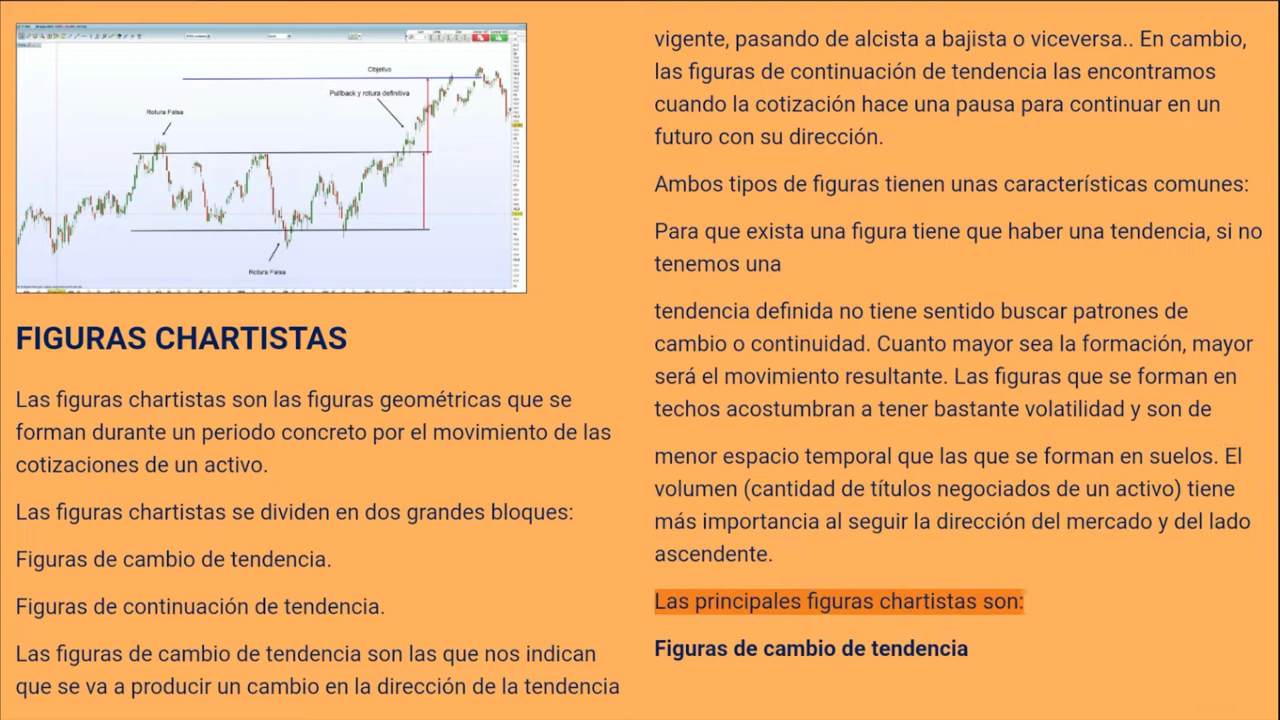 Objetivo
Pullback y rotura definitiva
Rotura Falsa
Rotura Falsa
FIGURAS CHARTISTAS
Las figuras chartistas son las figuras geométricas que se
forman durante un periodo concreto por el movimiento de las
cotizaciones de un activo.
Las figuras chartistas se dividen en dos grandes bloques:
Figuras de cambio de tendencia.
Figuras de continuación de tendencia.
Las figuras de cambio de tendencia son las que nos indican
que se va a producir un cambio en la dirección de la tendencia
vigente, pasando de alcista a bajista o viceversa.. En cambio,
las figuras de continuación de tendencia las encontramos
cuando la cotización hace una pausa para continuar en un
futuro con su dirección.
Ambos tipos de figuras tienen unas características comunes:
Para que exista una figura tiene que haber una tendencia, si no
tenemos una
tendencia definida no tiene sentido buscar patrones de
cambio o continuidad. Cuanto mayor sea la formación, mayor
será el movimiento resultante. Las figuras que se forman en
techos acostumbran a tener bastante volatilidad y son de
menor espacio temporal que las que se forman en suelos. El
volumen (cantidad de títulos negociados de un activo) tiene
más importancia al seguir la dirección del mercado y del lado
ascendente.
Las principales figuras chartistas son:
Figuras de cambio de tendencia